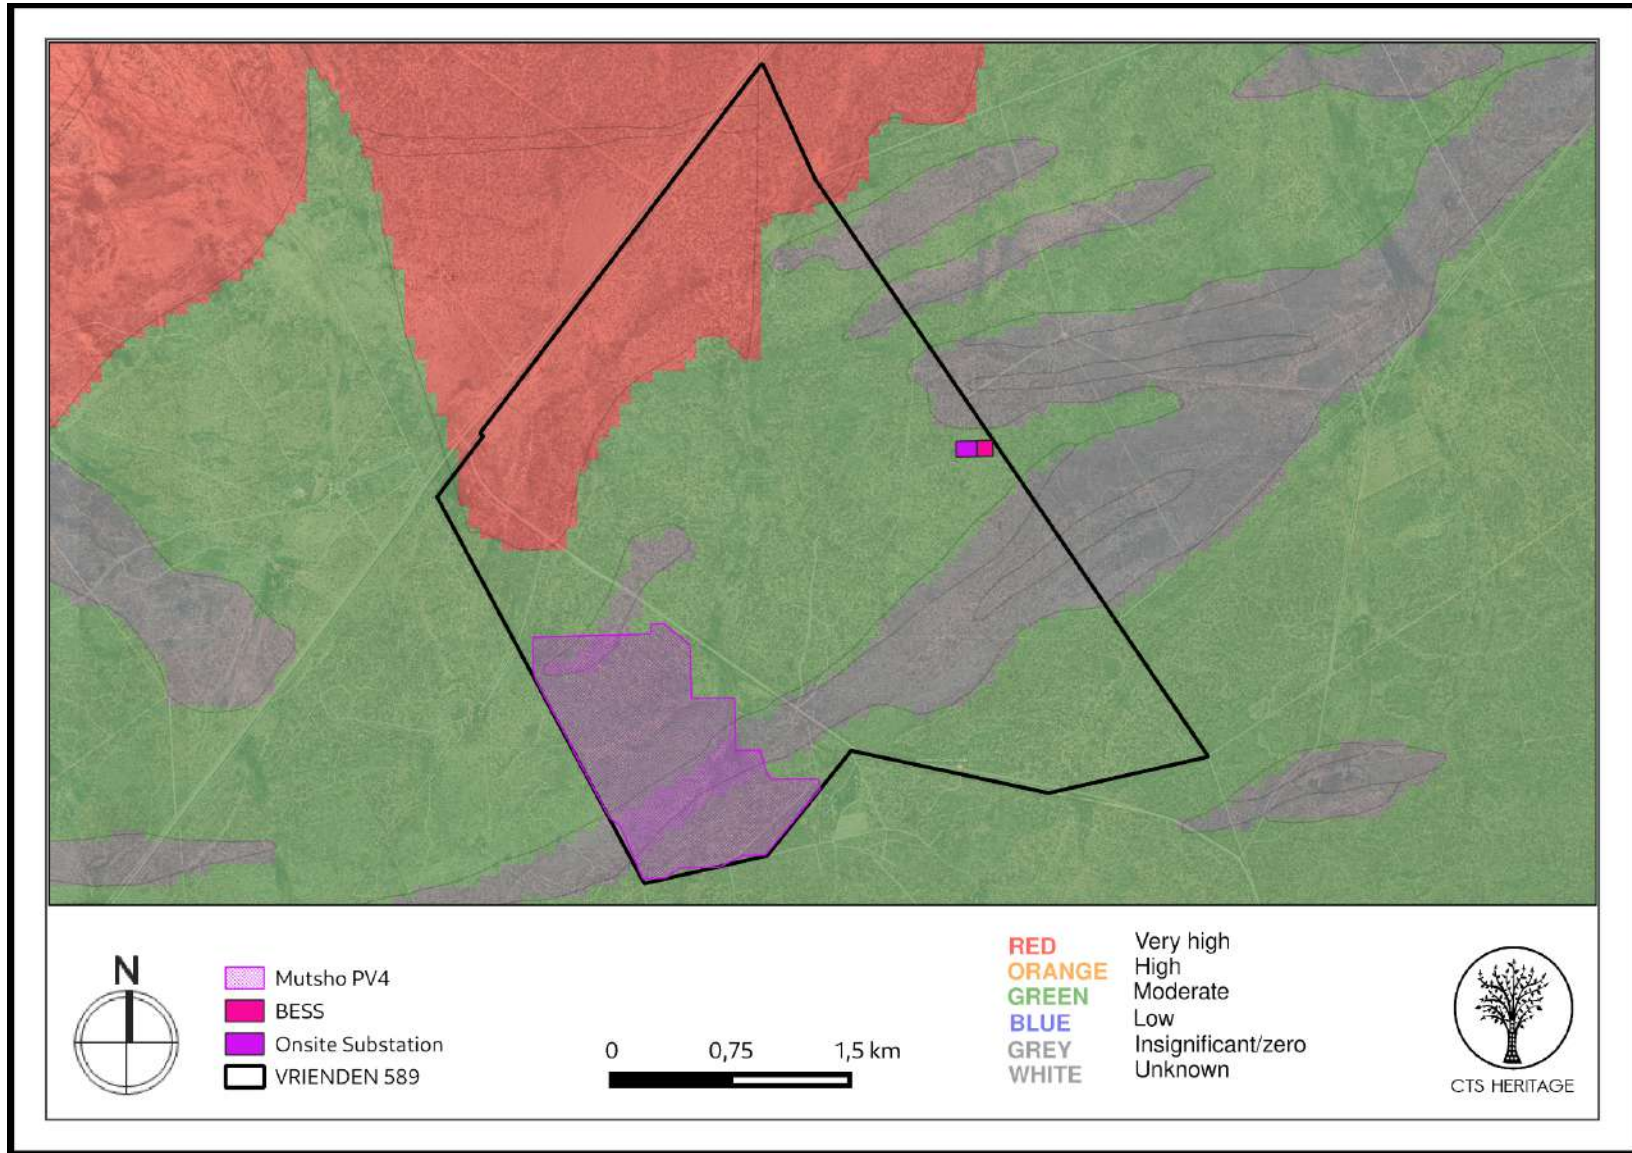 N
Mutsho PV4
BESS
Onsite Substation
VRIENDEN 589
0 0,75 1,5 km
RED Very high
ORANGE High
GREEN Moderate
BLUE Low
GREY Insignificant/zero
WHITE Unknown
CTS HERITAGE